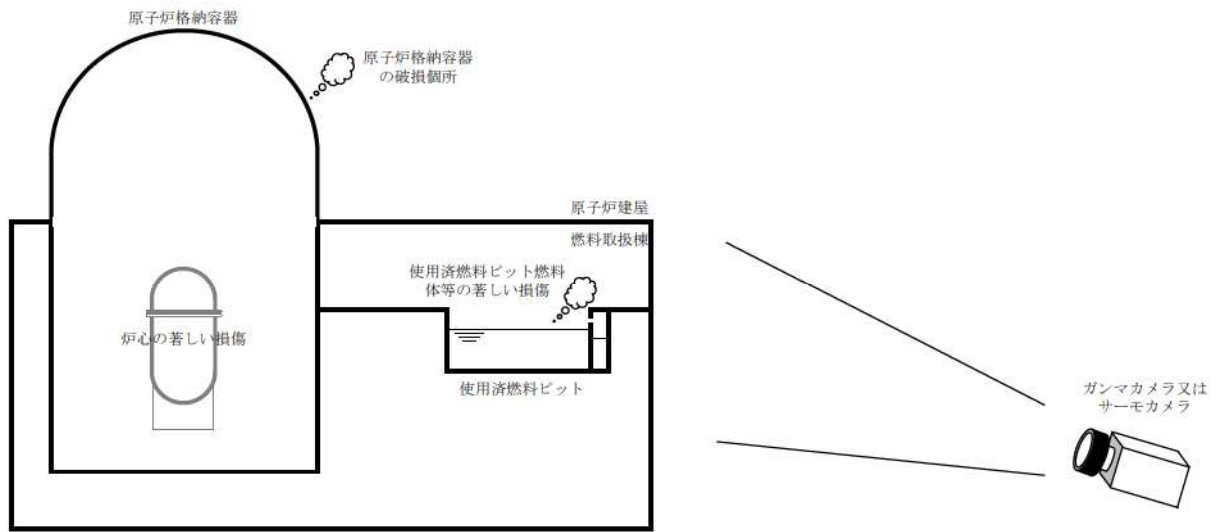 原子炉格納容器
原子炉格納容器
の破損個所
原子炉建屋
燃料取扱棟
使用済燃料ピット燃料
体等の著しい損傷
炉心の著しい損傷
使用済燃料ピット
ガンマカメラ又は
サーモカメラ